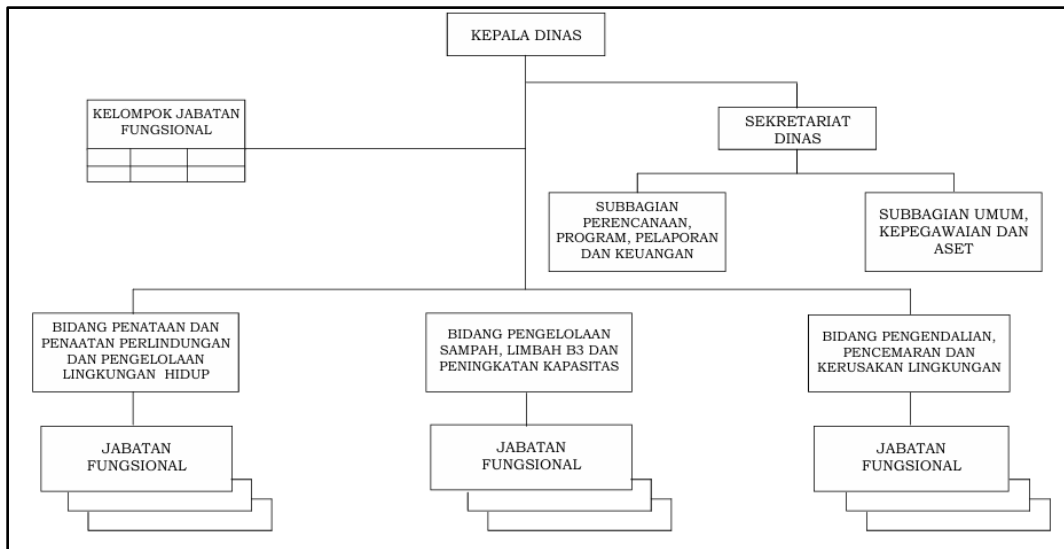 KEPALA DINAS
KELOMPOK JABATAN
FUNGSIONAL
SEKRETARIAT
DINAS
SUBBAGIAN
PERENCANAAN,
PROGRAM, PELAPORAN
DAN KEUANGAN
SUBBAGIAN UMUM,
KEPEGAWAIAN DAN
ASET
BIDANG PENATAAN DAN
PENAATAN PERLINDUNGAN
DAN PENGELOLAAN
LINGKUNGAN HIDUP
BIDANG PENGELOLAAN
SAMPAH, LIMBAH B3 DAN
PENINGKATAN KAPASITAS
BIDANG PENGENDALIAN,
PENCEMARAN DAN
KERUSAKAN LINGKUNGAN
JABATAN
FUNGSIONAL
JABATAN
FUNGSIONAL
JABATAN
FUNGSIONAL